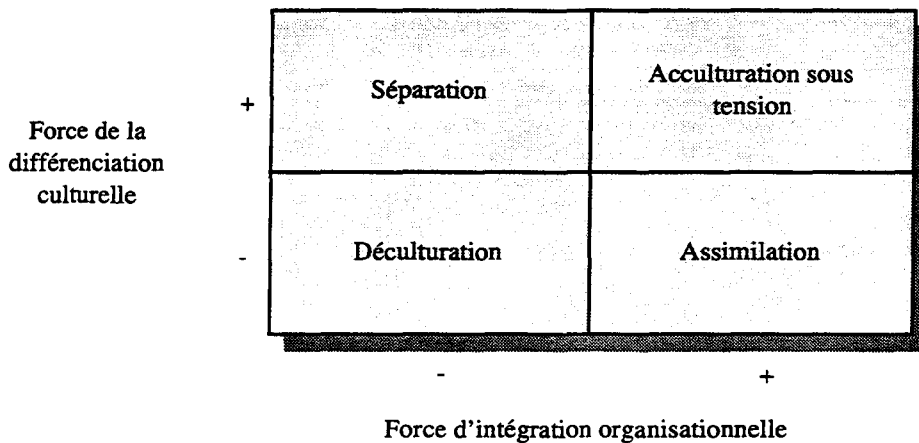 Séparation
Acculturation sous
tension
+
Force de la
différenciation
culturelle
Déculturation
Assimilation
-
-
+
Force d'intégration organisationnelle